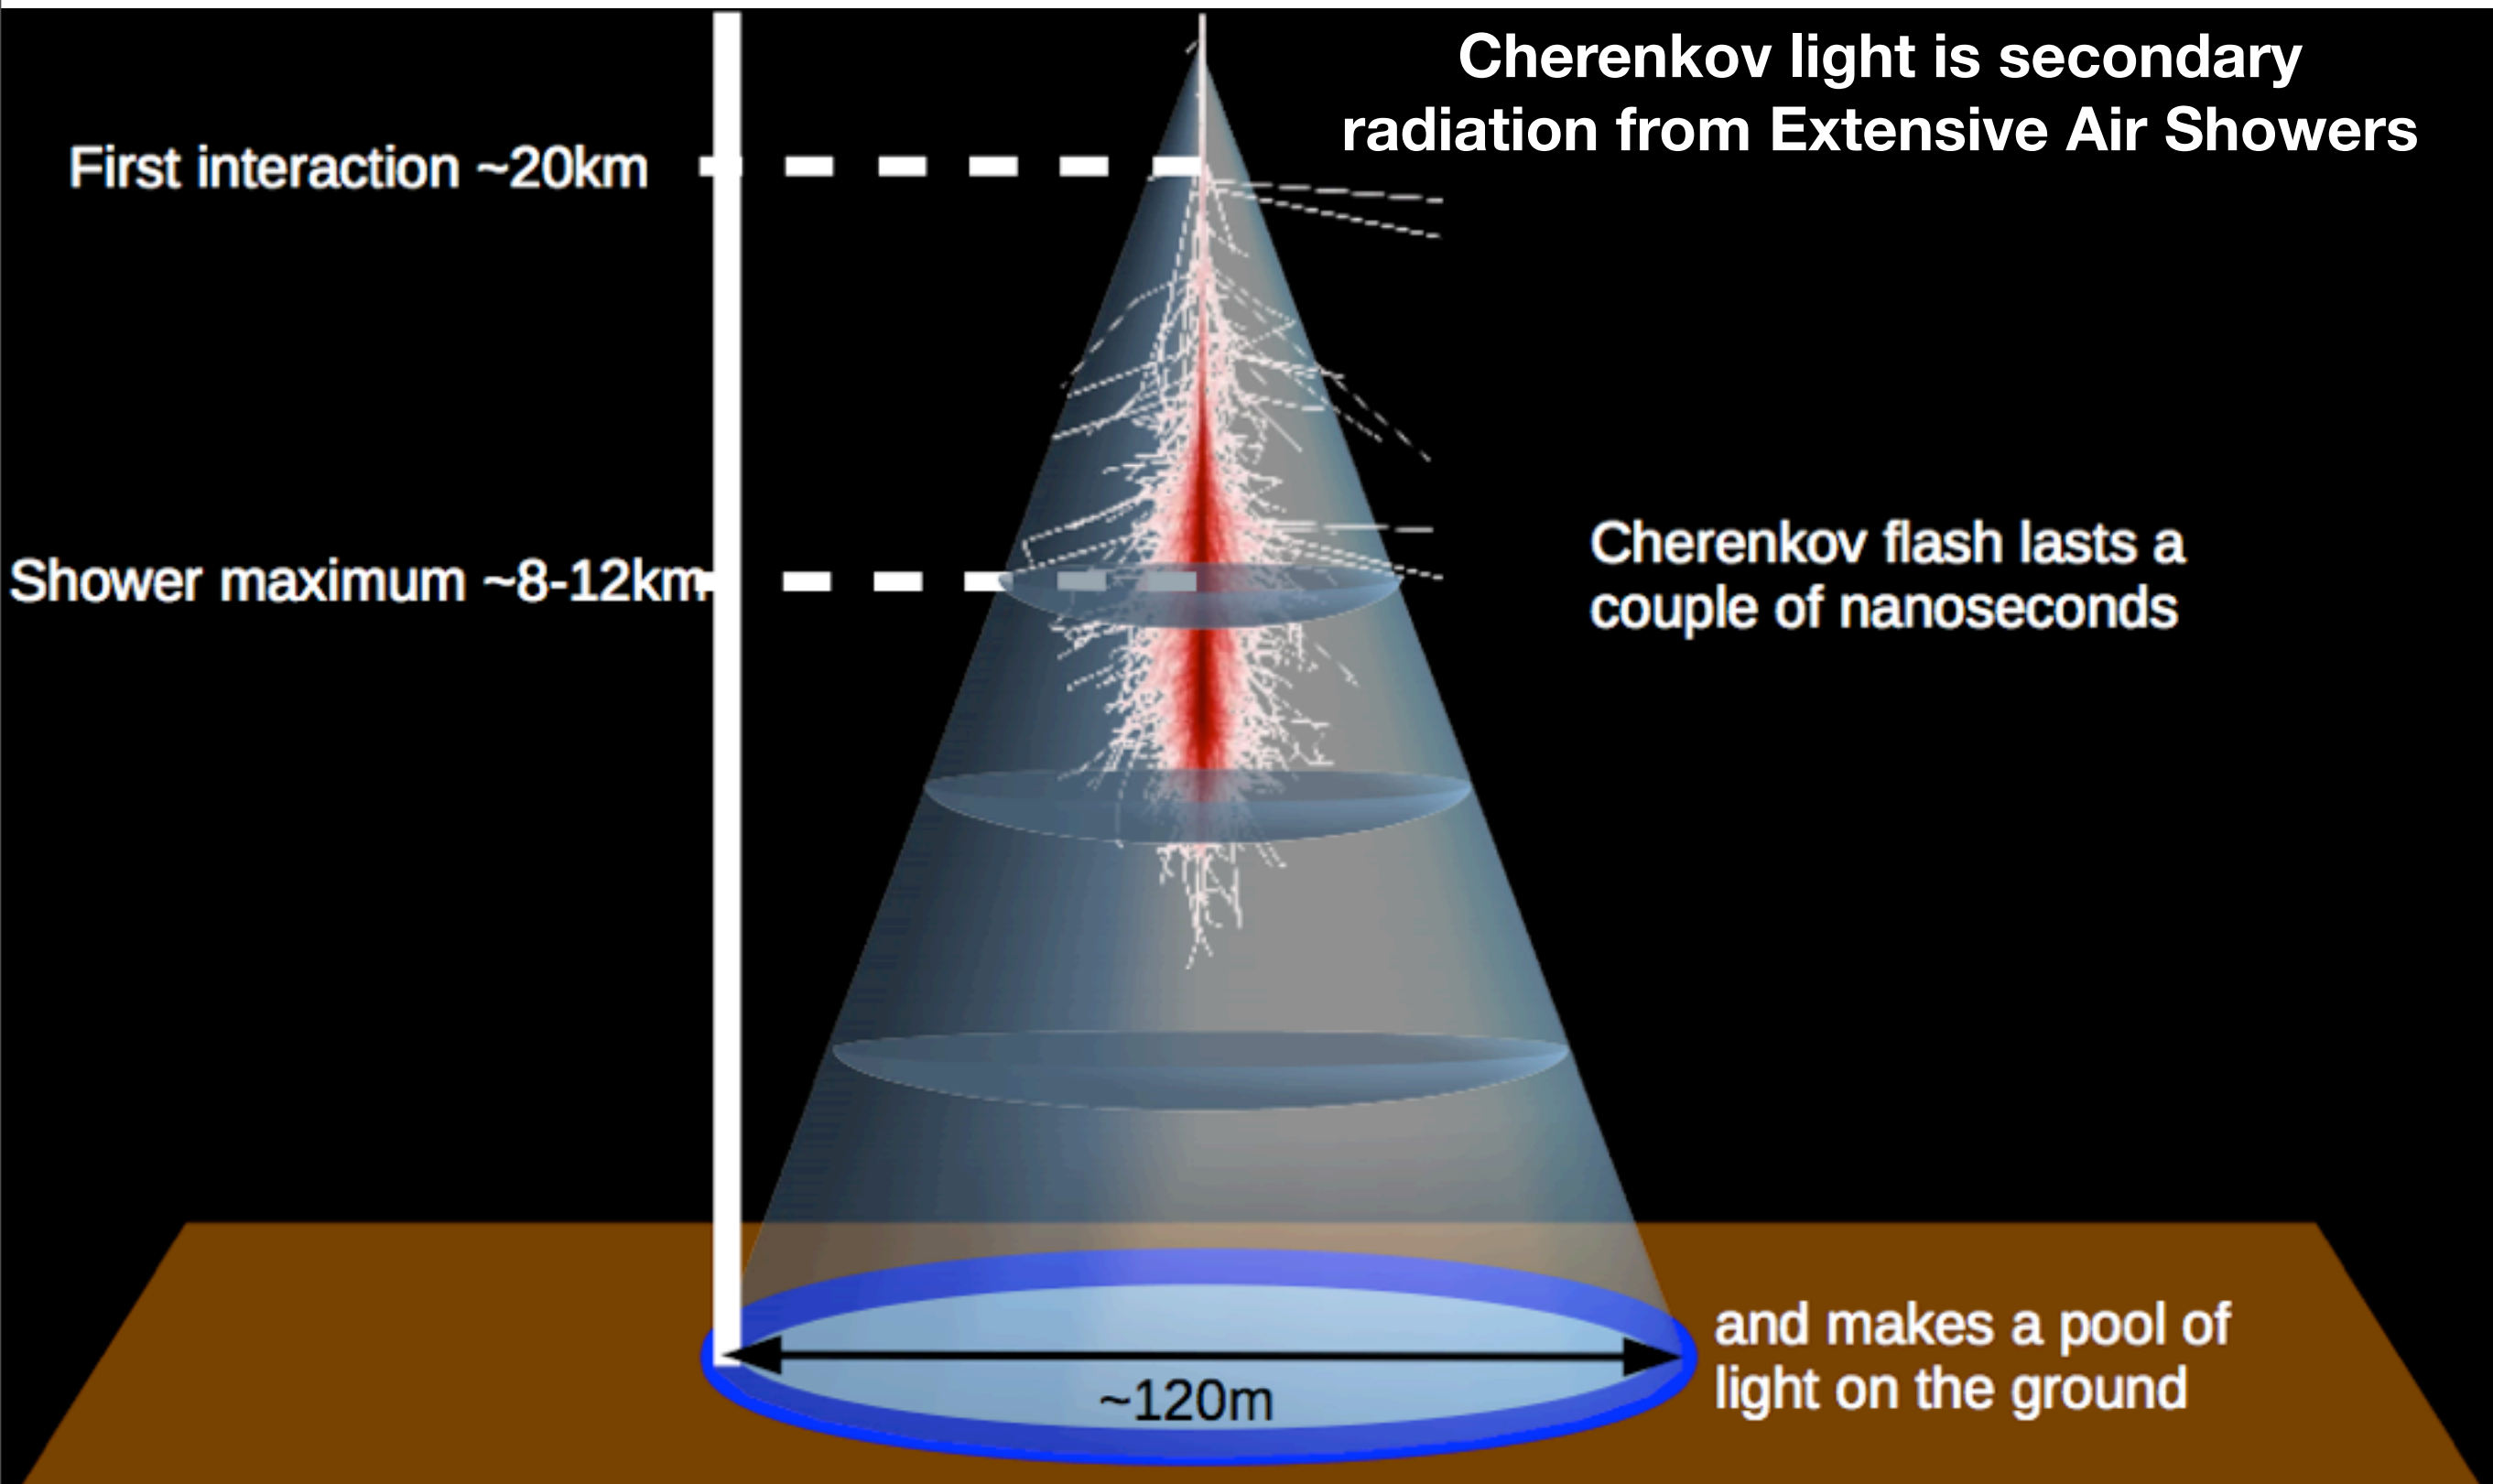 Cherenkov light is secondary
radiation from Extensive Air Showers
First interaction ~20km
Shower maximum ~8-12km
Cherenkov flash lasts a
couple of nanoseconds
and makes a pool of
light on the ground
~120m